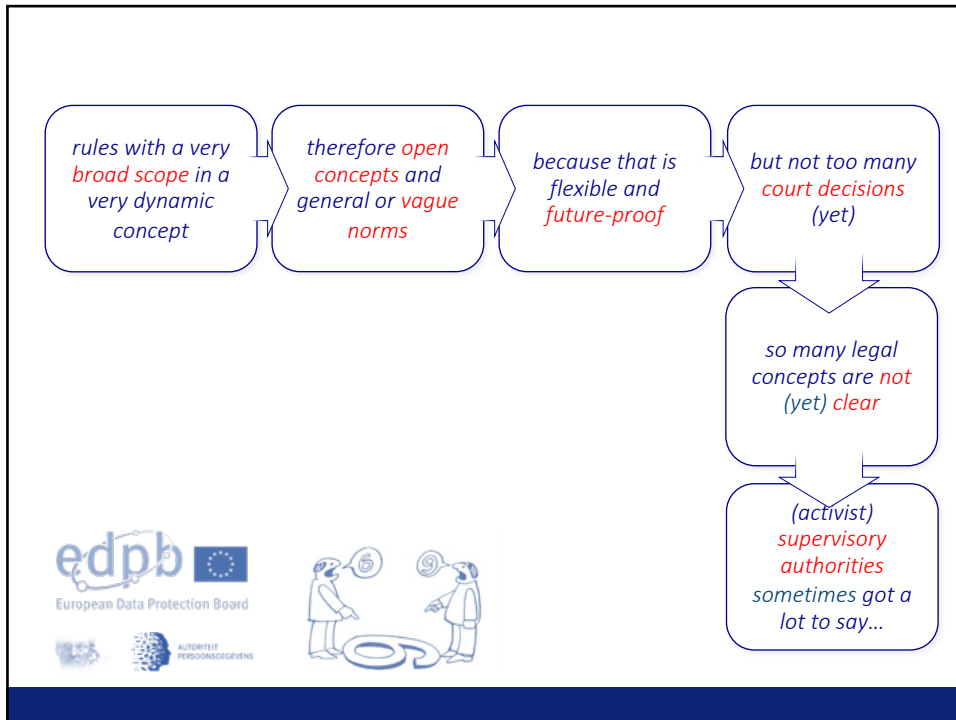 rules with a very
broad scope in a
very dynamic
concept
therefore open
concepts and
general or vague
norms
because that is
flexible and
future-proof
but not too many
court decisions
(yet)
so many legal
concepts are not
(yet) clear
(activist)
supervisory
authorities
sometimes got a
lot to say…
edpb
European Data Protection Board
AUTORITEIT
PERSOONSGEGEVENS
6
9